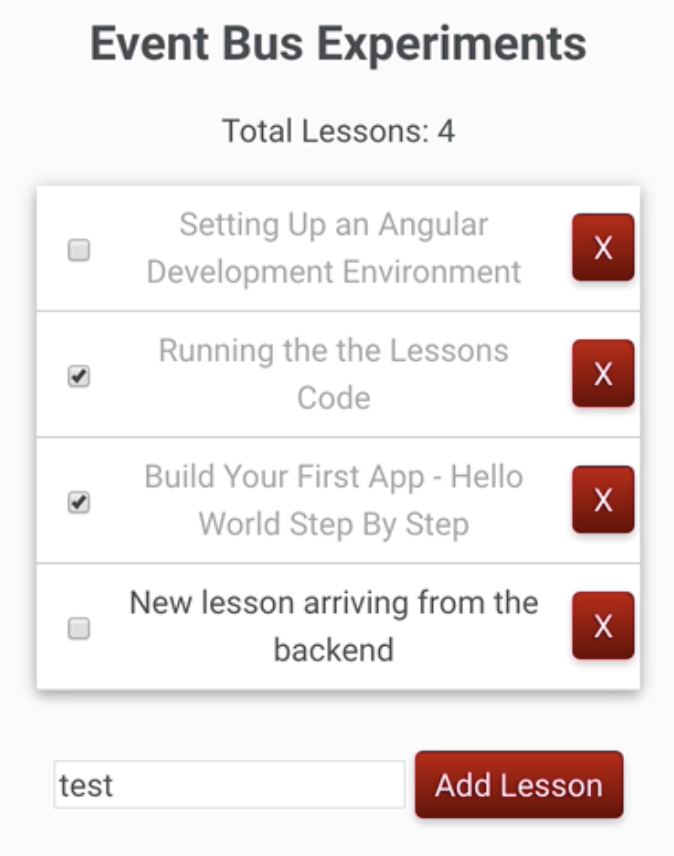 Event Bus Experiments
Total Lessons: 4
Setting Up an Angular
Development Environment
X
Running the the Lessons
Code
X
Build Your First App - Hello
World Step By Step
X
New lesson arriving from the
backend
X
test
Add Lesson